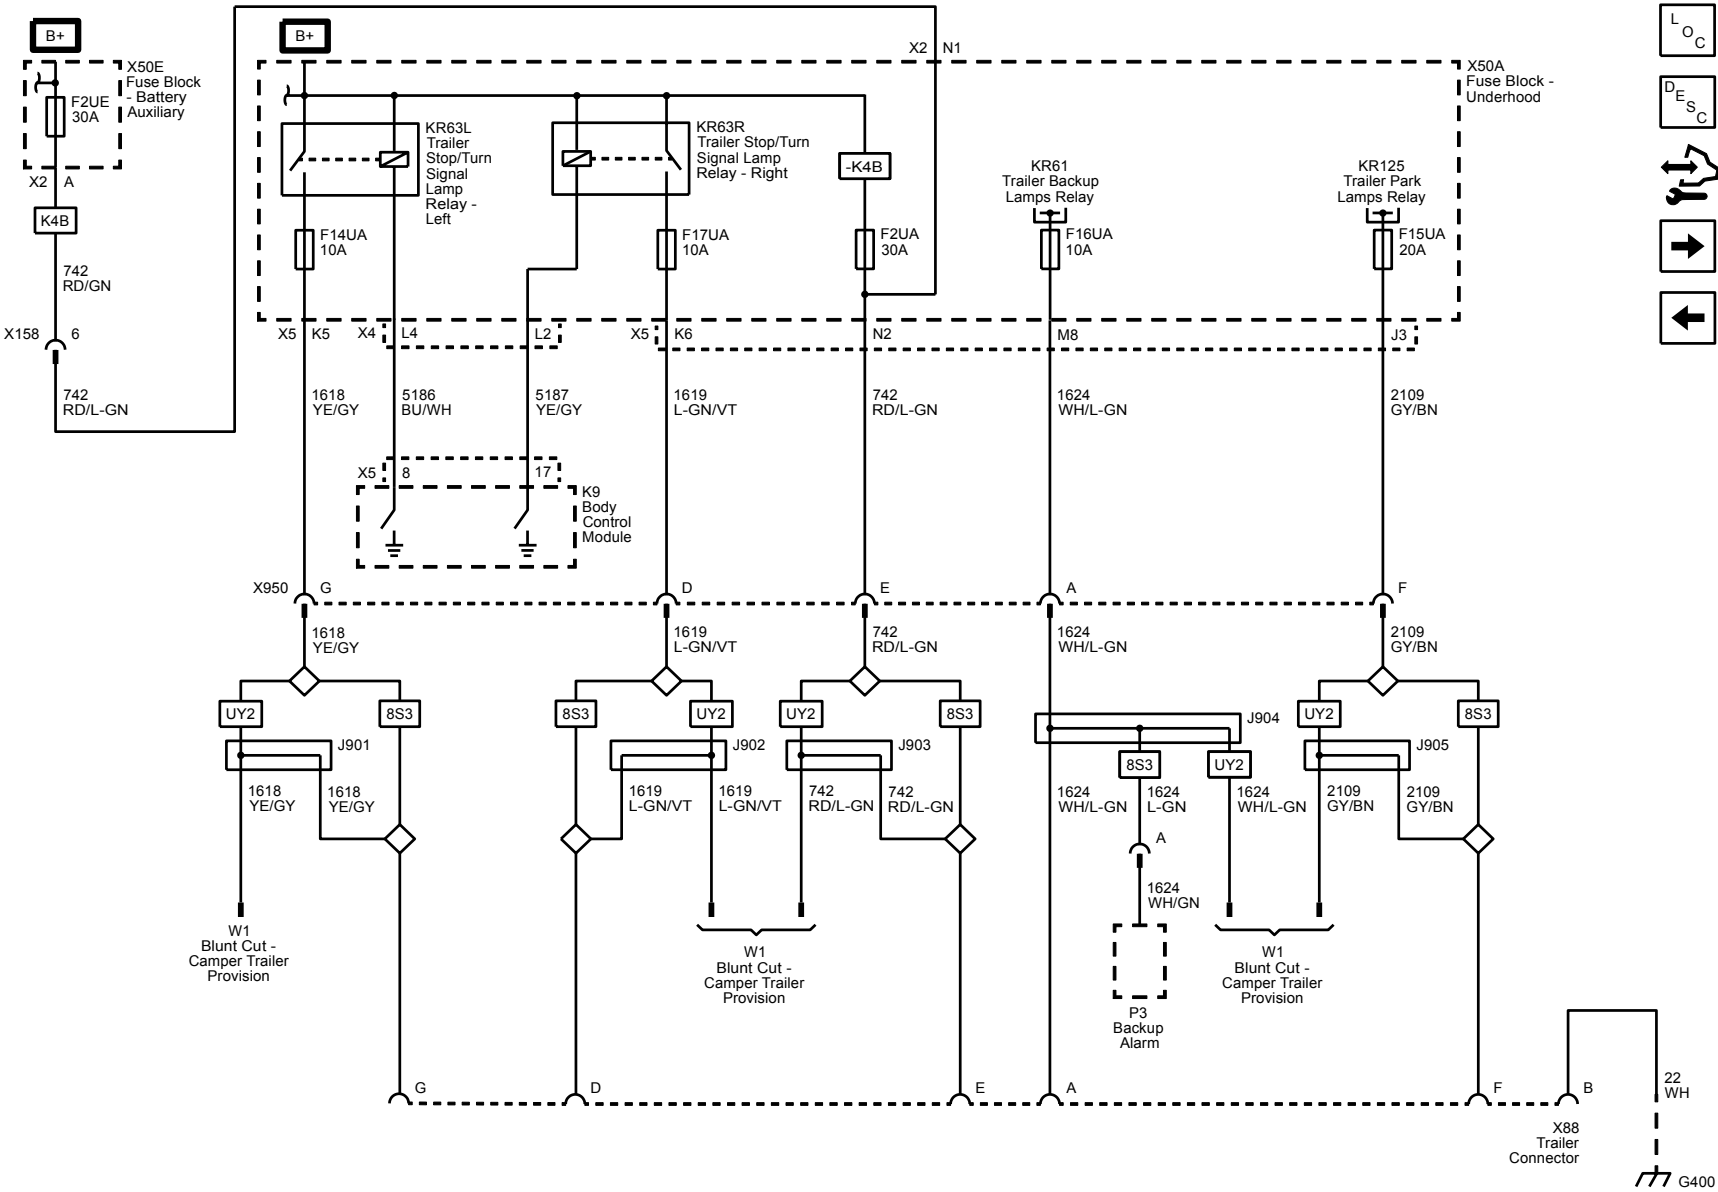 B+
B+
X2
N1
L
O
C
X50E
Fuse Block
- Battery
Auxiliary
F2UE
30A
X2
A
K4B
742
RD/GN
X158
6
742
RD/L-GN
X50A
Fuse Block -
Underhood
D
E
S
C
KR63L
Trailer
Stop/Turn
Signal
Lamp
Relay -
Left
KR63R
Trailer Stop/Turn
Signal Lamp
Relay - Right
-K4B
KR61
Trailer Backup
Lamps Relay
KR125
Trailer Park
Lamps Relay
F14UA
10A
F17UA
10A
F2UA
30A
F16UA
10A
F15UA
20A
X5
K5
X4
L4
L2
X5
K6
N2
M8
J3
1618
YE/GY
5186
BU/WH
5187
YE/GY
1619
L-GN/VT
742
RD/L-GN
1624
WH/L-GN
2109
GY/BN
X5
8
17
K9
Body
Control
Module
X950
G
D
E
A
F
1618
YE/GY
1619
L-GN/VT
742
RD/L-GN
1624
WH/L-GN
2109
GY/BN
UY2
8S3
8S3
UY2
UY2
8S3
UY2
8S3
J901
J902
J903
J904
J905
8S3
UY2
1618
YE/GY
1618
YE/GY
1619
L-GN/VT
1619
L-GN/VT
742
RD/L-GN
742
RD/L-GN
1624
WH/L-GN
1624
L-GN
1624
WH/L-GN
2109
GY/BN
2109
GY/BN
A
1624
WH/GN
W1
Blunt Cut -
Camper Trailer
Provision
W1
Blunt Cut -
Camper Trailer
Provision
W1
Blunt Cut -
Camper Trailer
Provision
P3
Backup
Alarm
G
D
E
A
F
B
22
WH
X88
Trailer
Connector
G400